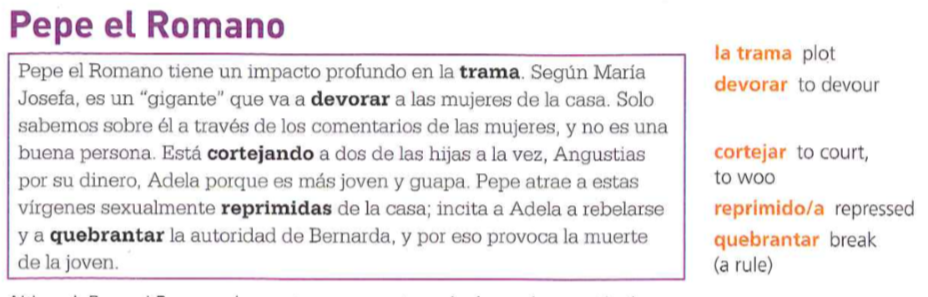 Pepe el Romano
Pepe el Romano tiene un impacto profundo en la trama. Según María
Josefa, es un "gigante" que va a devorar a las mujeres de la casa. Solo
sabemos sobre él a través de los comentarios de las mujeres, y no es una
buena persona. Está cortejando a dos de las hijas a la vez, Angustias
por su dinero, Adela porque es más joven y guapa. Pepe atrae a estas
vírgenes sexualmente reprimidas de la casa; incita a Adela a rebelarse
y a quebrantar la autoridad de Bernarda, y por eso provoca la muerte
de la joven.
la trama plot
devorar to devour
cortejar to court,
to woo
reprimido/a repressed
quebrantar break
(a rule)